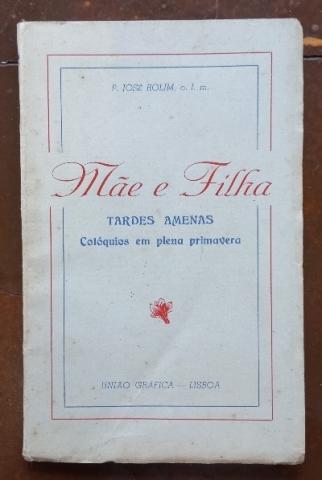 P. JOSÉ ROLIM, o. f. m.
Mãe e Filha
TARDES AMENAS
Colóquios em plena primavera
UNIÃO GRÁFICA — LISBOA